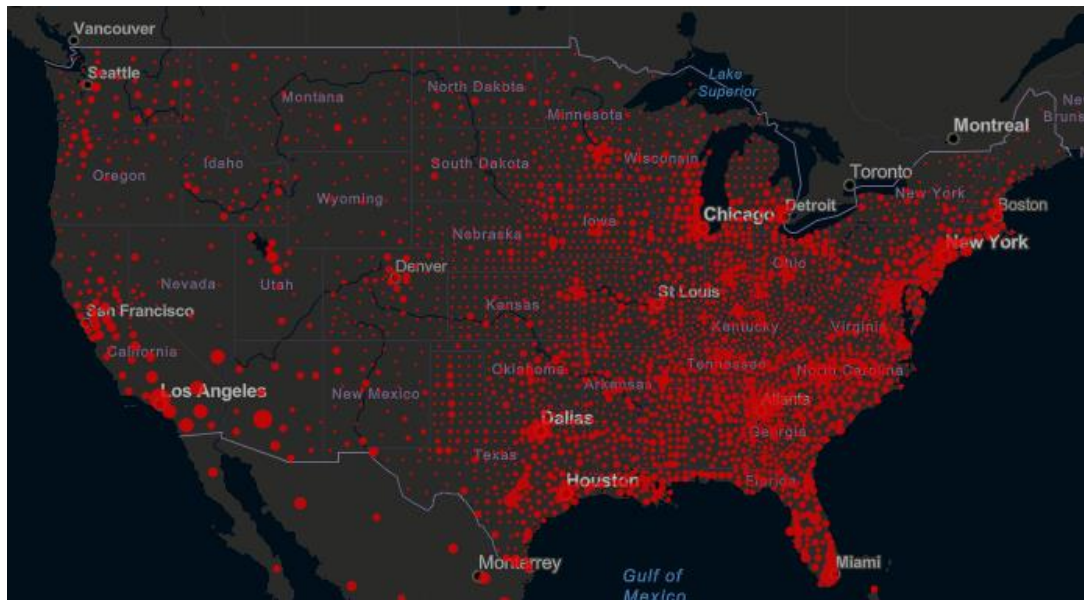 Vancouver
Seattle
Lake
Superior
North Dakota
Montana
Minnesota
Ne
Bruns
Montreal
Wisconsin
Toronto
Idaho
South Dakota
Oregon
Wyoming
New York
Boston
Chicago
Detroit
Iowa
Nebraska
New York
Ohio
Denver
Nevada
Utah
St Louis
Kansas
San Francisco
Kentucky
Virginia
California
Tennessee
Oklahoma
North Carolina
Arkansas
Los Angeles
New Mexico
Atlanta
Dallas
Georgia
Texas
Houston
Florida
Monterrey
Miami
Gulf of
Mexico